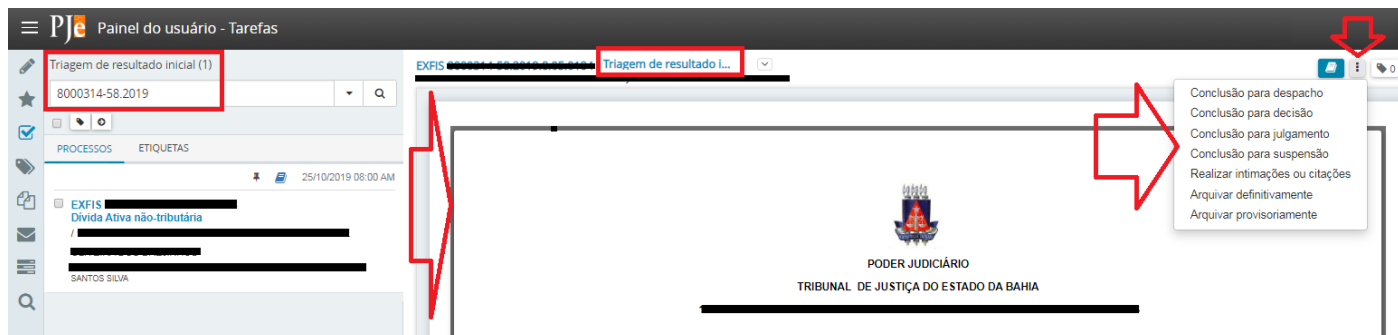 PJe Painel do usuário - Tarefas
Triagem de resultado inicial (1)
8000314-58.2019
PROCESSOS ETIQUETAS
25/10/2019 08:00 AM
EXFIS
Dívida Ativa não-tributária
/
SANTOS SILVA
EXFIS Triagem de resultado i...
0
Conclusão para despacho
Conclusão para decisão
Conclusão para julgamento
Conclusão para suspensão
Realizar intimações ou citações
Arquivar definitivamente
Arquivar provisoriamente
PODER JUDICIÁRIO
TRIBUNAL DE JUSTIÇA DO ESTADO DA BAHIA